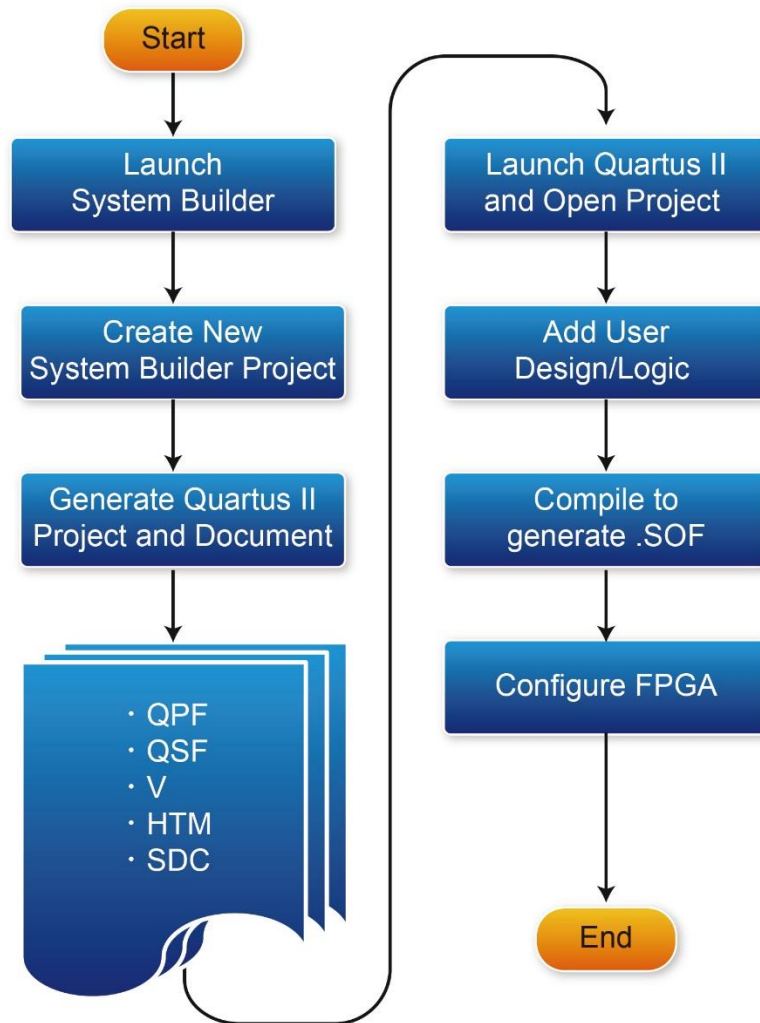 Start
Launch
System Builder
Create New
System Builder Project
Generate Quartus II
Project and Document
· QPF
· QSF
· V
· HTM
· SDC
Launch Quartus II
and Open Project
Add User
Design/Logic
Compile to
generate .SOF
Configure FPGA
End